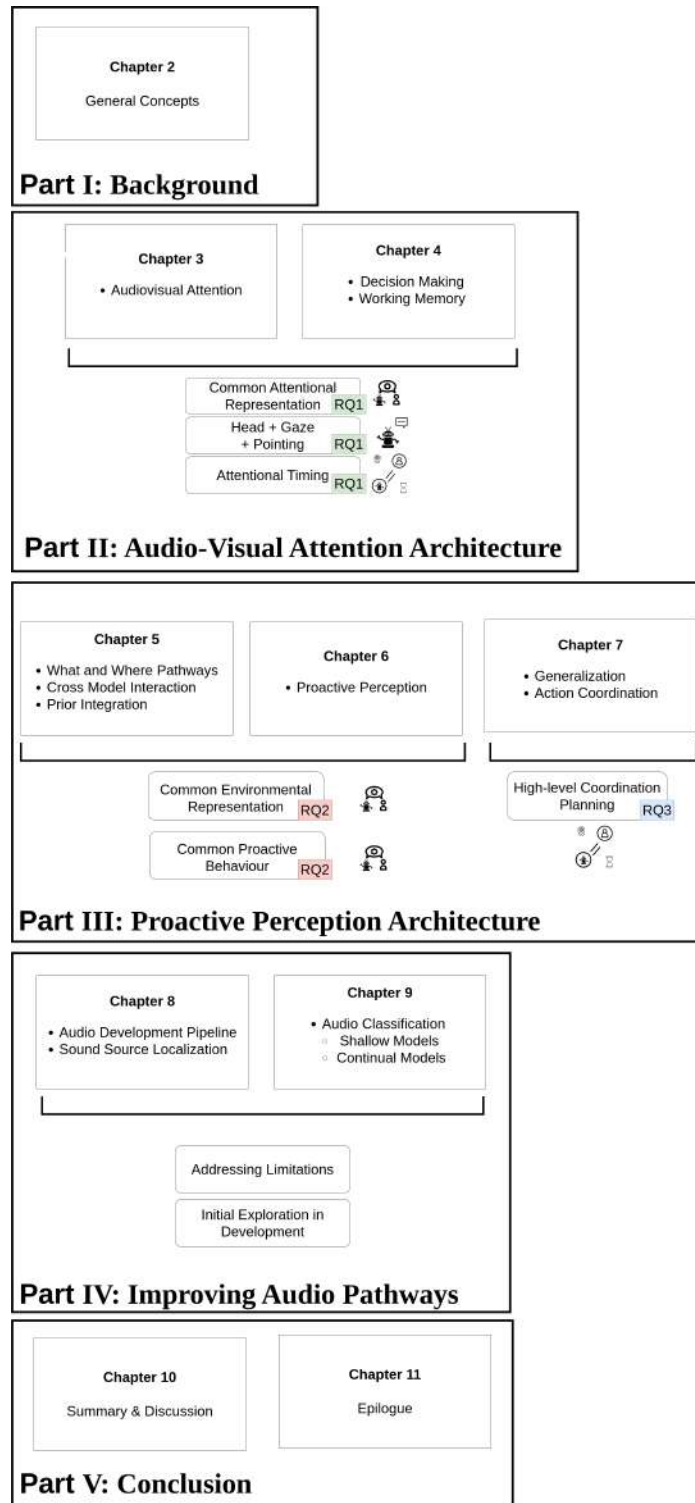 Chapter 2
General Concepts
Part I: Background
Chapter 3
• Audiovisual Attention
Chapter 4
• Decision Making
• Working Memory
Common Attentional
Representation RQ1
Head + Gaze
+ Pointing RQ1
Attentional Timing
RQ1
Part II: Audio-Visual Attention Architecture
Chapter 5
• What and Where Pathways
• Cross Model Interaction
• Prior Integration
Chapter 6
• Proactive Perception
Chapter 7
• Generalization
• Action Coordination
Common Environmental
Representation RQ2
Common Proactive
Behaviour RQ2
High-level Coordination
Planning RQ3
Part III: Proactive Perception Architecture
Chapter 8
• Audio Development Pipeline
• Sound Source Localization
Chapter 9
• Audio Classification
○ Shallow Models
○ Continual Models
Addressing Limitations
Initial Exploration in
Development
Part IV: Improving Audio Pathways
Chapter 10
Summary & Discussion
Chapter 11
Epilogue
Part V: Conclusion